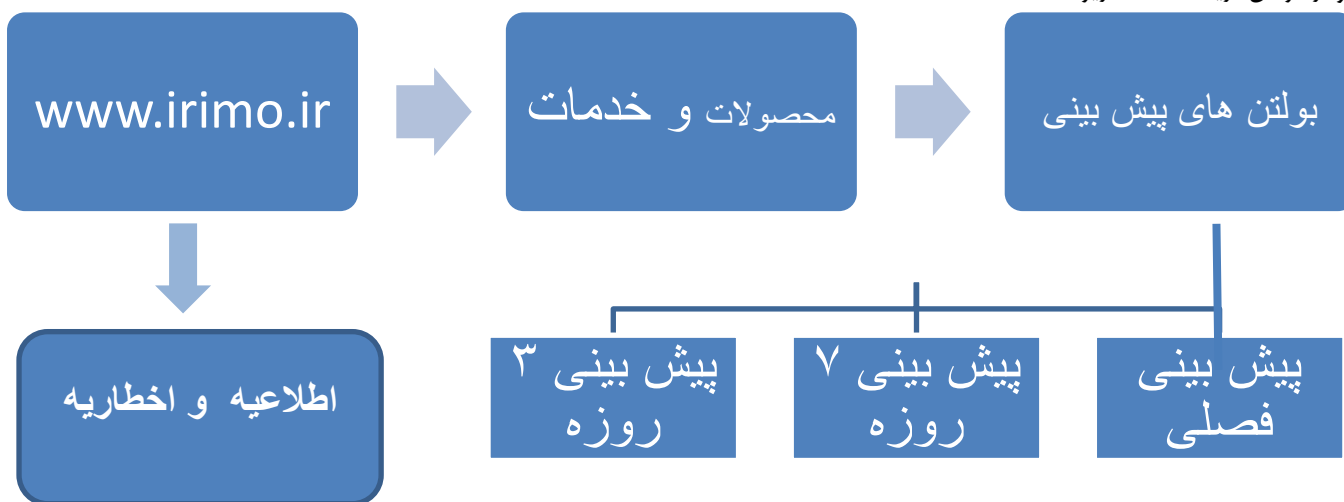 www.irimo.ir
محصولات و خدمات
بولتن های پیش بینی
اطلاعیه و اخطاریه
پیش بینی ۳
روزه
پیش بینی ۷
روزه
پیش بینی
فصلی